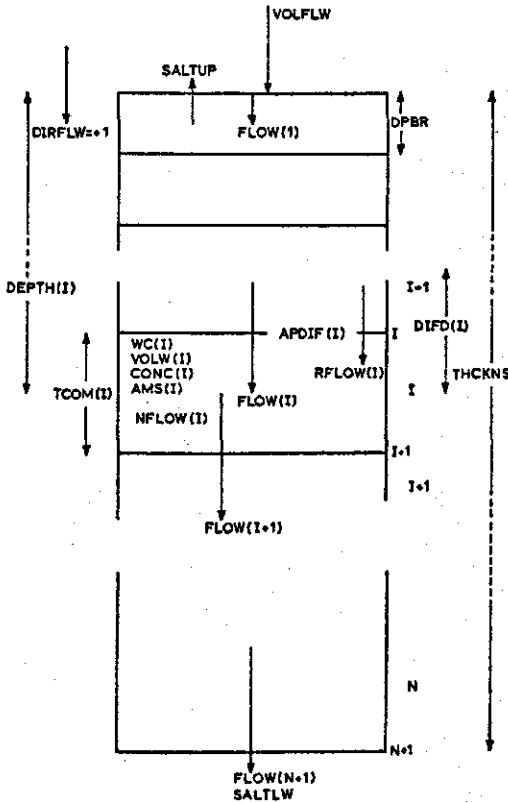 VOLFLW
SALTUP
DIRFLW=+1
FLOW(1)
DPBR
DEPTH(I)
I-1
APDIF(I)
I
DIFD(I)
WC(I)
VOLW(I)
CONC(I)
AMS(I)
RFLOW(I)
TCOM(I)
FLOW(I)
I
THCKNS
NFLOW(I)
I+1
I+1
FLOW(I+1)
N
N+1
FLOW(N+1)
SALTLW